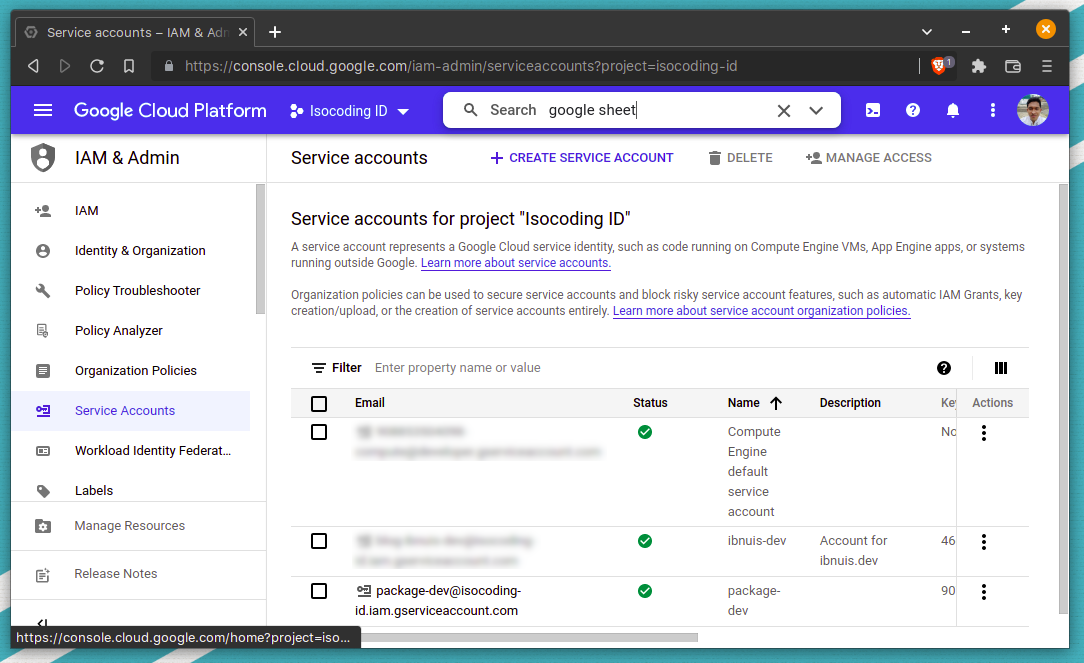 Service accounts – IAM & Adn
https://console.cloud.google.com/iam-admin/serviceaccounts?project=isocoding-id
1
Google Cloud Platform
Isocoding ID
Search google sheet
IAM & Admin
Service accounts
CREATE SERVICE ACCOUNT
DELETE
MANAGE ACCESS
IAM
Identity & Organization
Policy Troubleshooter
Policy Analyzer
Organization Policies
Service Accounts
Workload Identity Federat...
Labels
Manage Resources
Release Notes
Service accounts for project "Isocoding ID"
A service account represents a Google Cloud service identity, such as code running on Compute Engine VMs, App Engine apps, or systems
running outside Google. Learn more about service accounts.
Organization policies can be used to secure service accounts and block risky service account features, such as automatic IAM Grants, key
creation/upload, or the creation of service accounts entirely. Learn more about service account organization policies.
Filter Enter property name or value
Email Status Name Description Key Actions
Compute No
Engine
default
service
account
ibnuis-dev Account for 46
ibnuis.dev
package-dev@isocoding- package- 90
id.iam.gserviceaccount.com dev
https://console.cloud.google.com/home?project=iso...